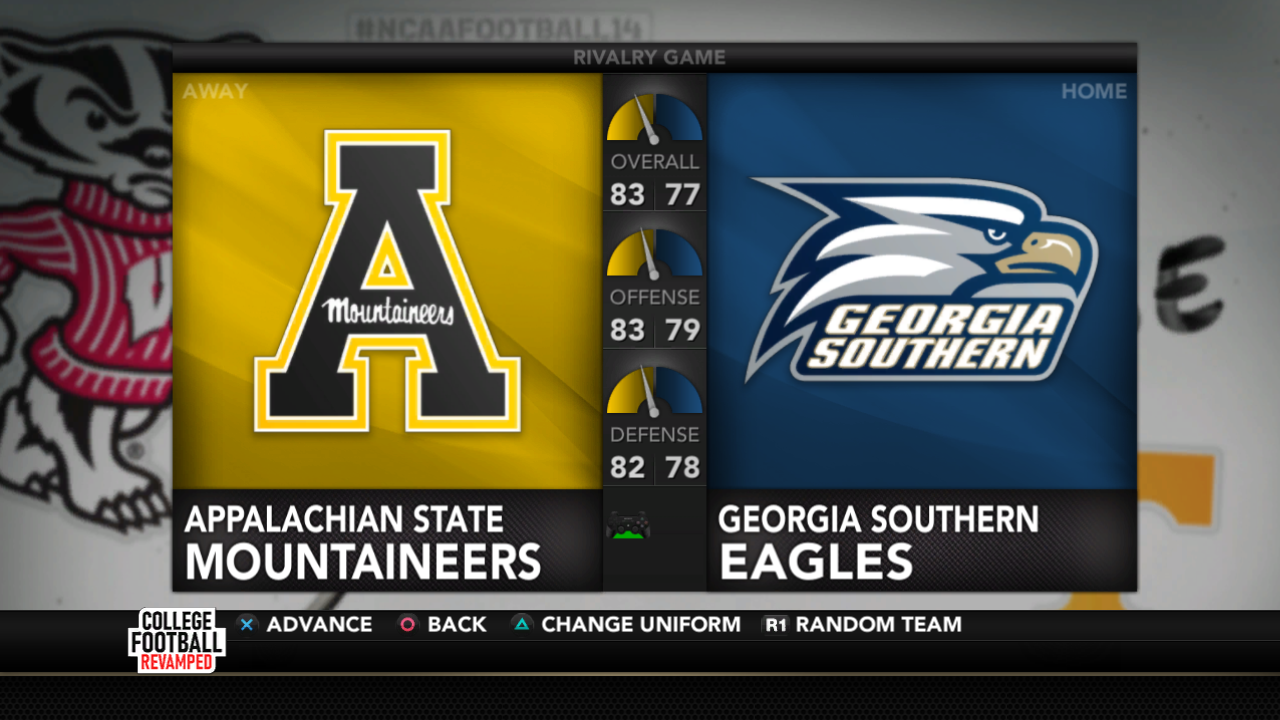 #NCAAFOOTBALL14
RIVALRY GAME
AWAY
HOME
Mountaineers
GEORGIA
SOUTHERN
OVERALL
83 77
OFFENSE
83 79
DEFENSE
82 78
APPALACHIAN STATE
MOUNTAINEERS
GEORGIA SOUTHERN
EAGLES
COLLEGE
FOOTBALL
REVAMPED
ADVANCE BACK CHANGE UNIFORM R1 RANDOM TEAM